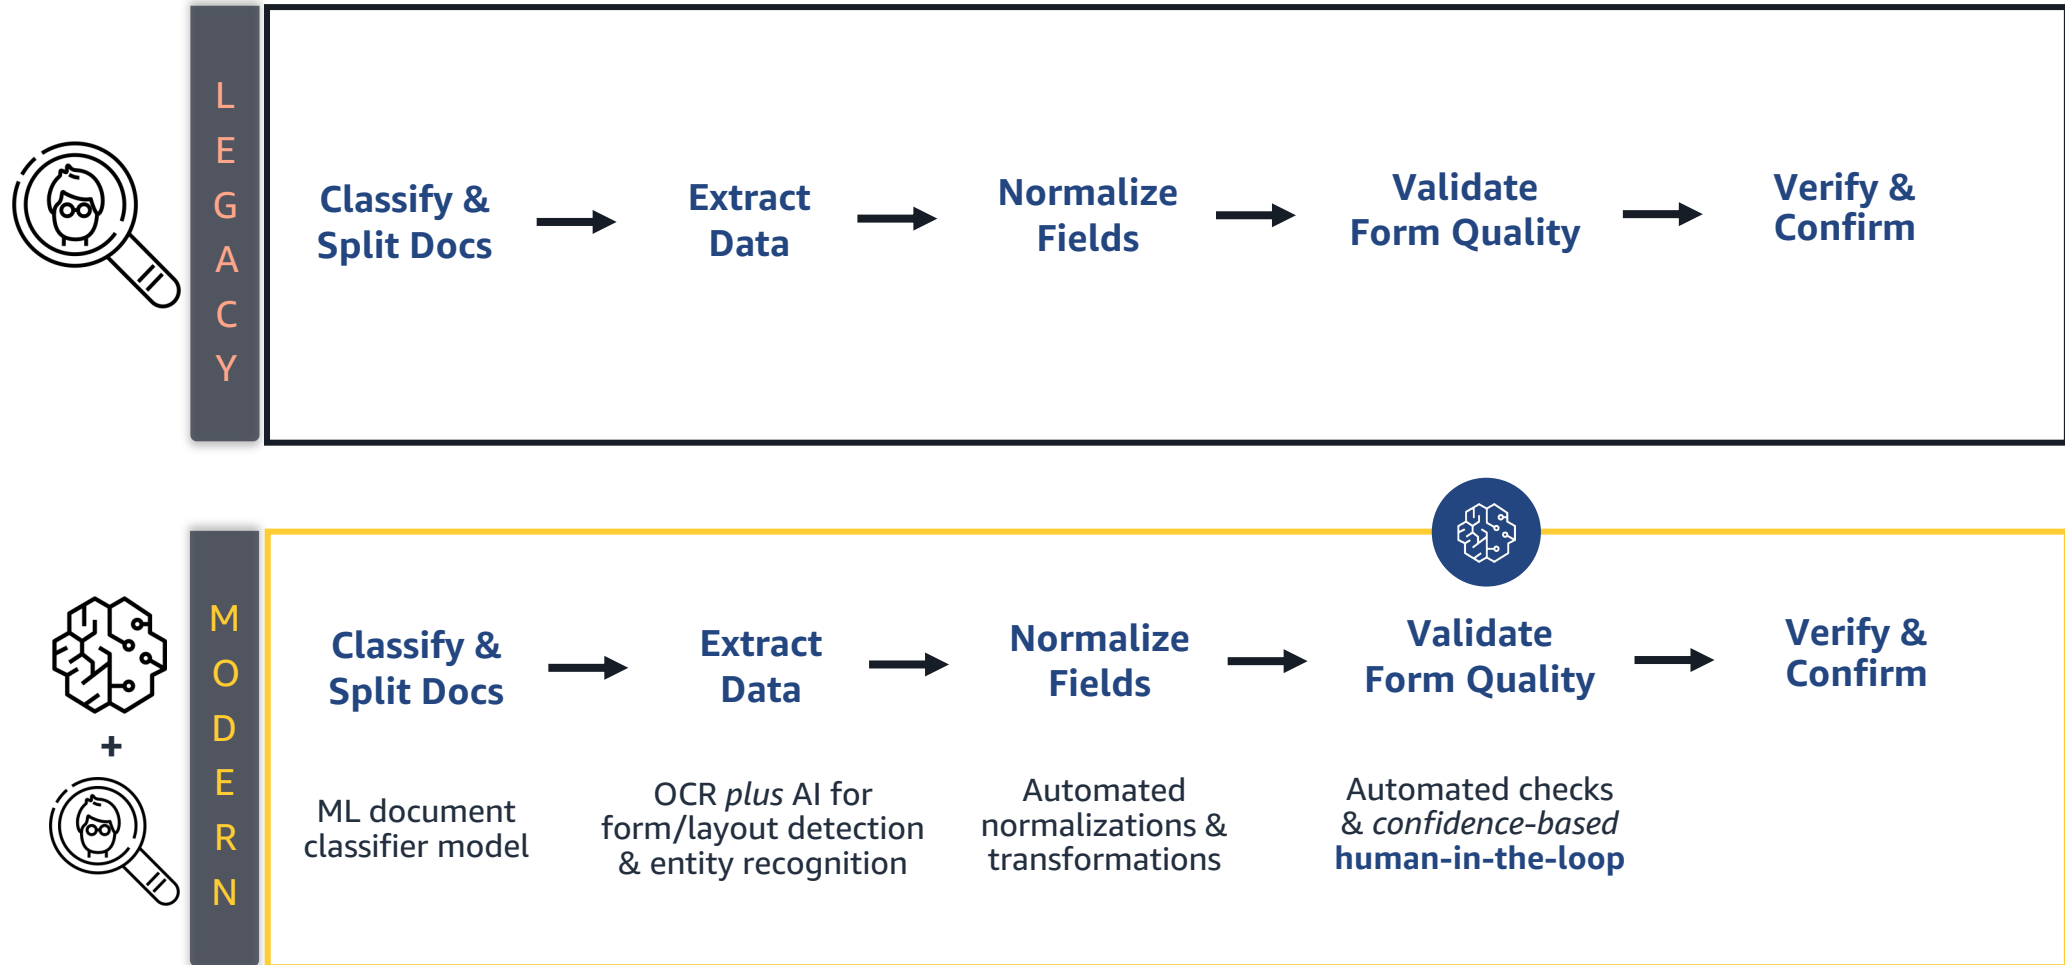 LEGACY
Classify &
Split Docs
Extract
Data
Normalize
Fields
Validate
Form Quality
Verify &
Confirm
MODERN
+
Classify &
Split Docs
Extract
Data
Normalize
Fields
Validate
Form Quality
Verify &
Confirm
ML document
classifier model
OCR plus AI for
form/layout detection
& entity recognition
Automated
normalizations &
transformations
Automated checks
& confidence-based
human-in-the-loop